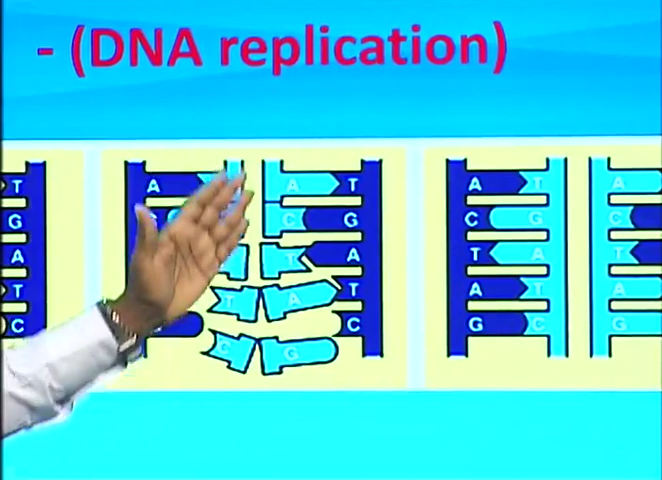 - (DNA replication)
T A A T A T A
G C G C G C
A T A T A T
T T A T A T A
C C G C G C G